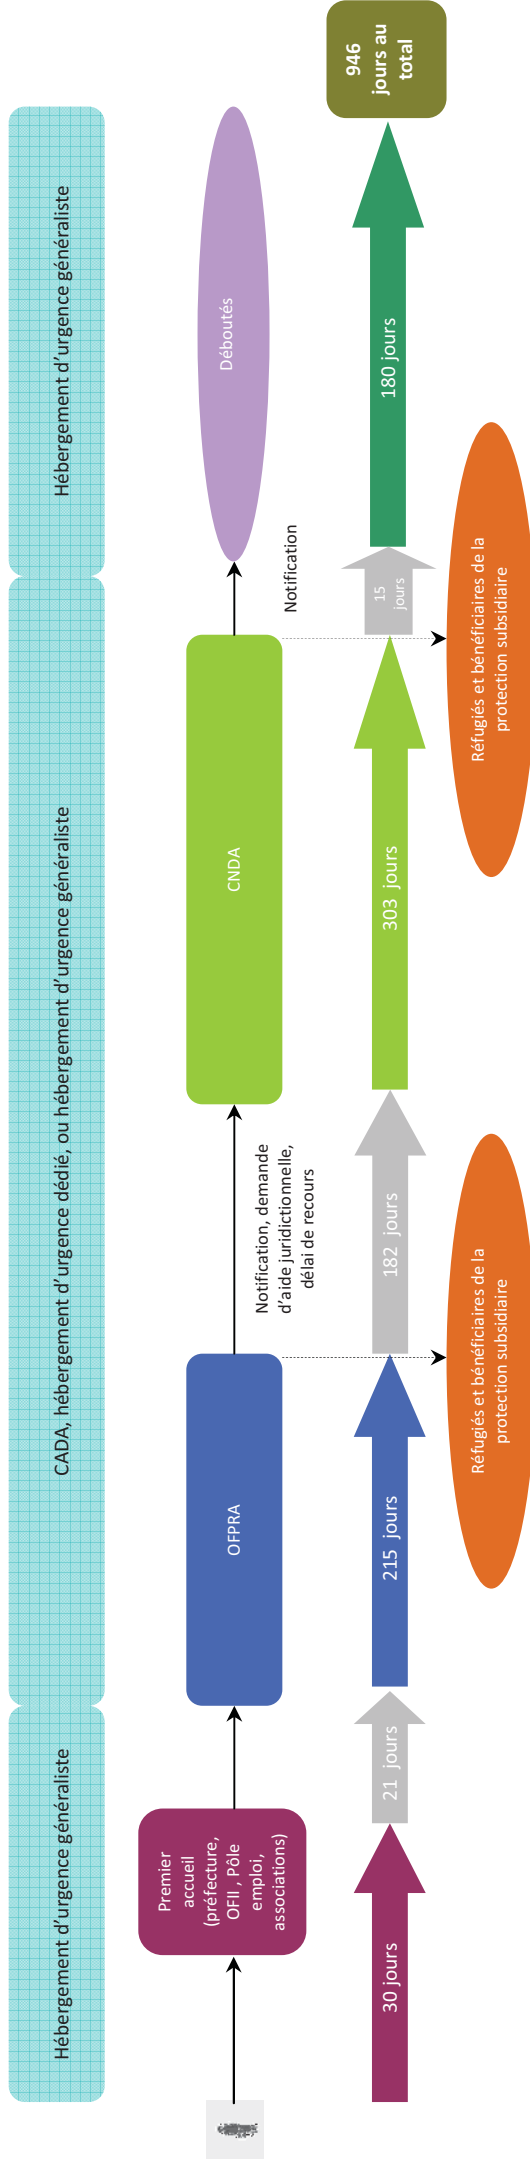 Hébergement d’urgence généraliste
CADA, hébergement d’urgence dédié, ou hébergement d’urgence généraliste
Hébergement d’urgence généraliste
Premier
accueil
(préfecture,
OFII , Pôle
emploi,
associations)
OFPRA
Notification, demande
d’aide juridictionnelle,
délai de recours
CNDA
Notification
Déboutés
30 jours
21 jours
215 jours
182 jours
303 jours
15
jours
180 jours
946
jours au
total
Réfugiés et bénéficiaires de la
protection subsidiaire
Réfugiés et bénéficiaires de la
protection subsidiaire